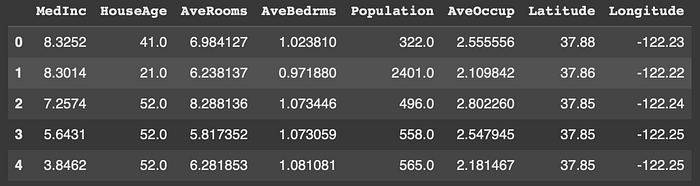 MedInc HouseAge AveRooms AveBedrms Population AveOccup Latitude Longitude
0 8.3252 41.0 6.984127 1.023810 322.0 2.555556 37.88 -122.23
1 8.3014 21.0 6.238137 0.971880 2401.0 2.109842 37.86 -122.22
2 7.2574 52.0 8.288136 1.073446 496.0 2.802260 37.85 -122.24
3 5.6431 52.0 5.817352 1.073059 558.0 2.547945 37.85 -122.25
4 3.8462 52.0 6.281853 1.081081 565.0 2.181467 37.85 -122.25